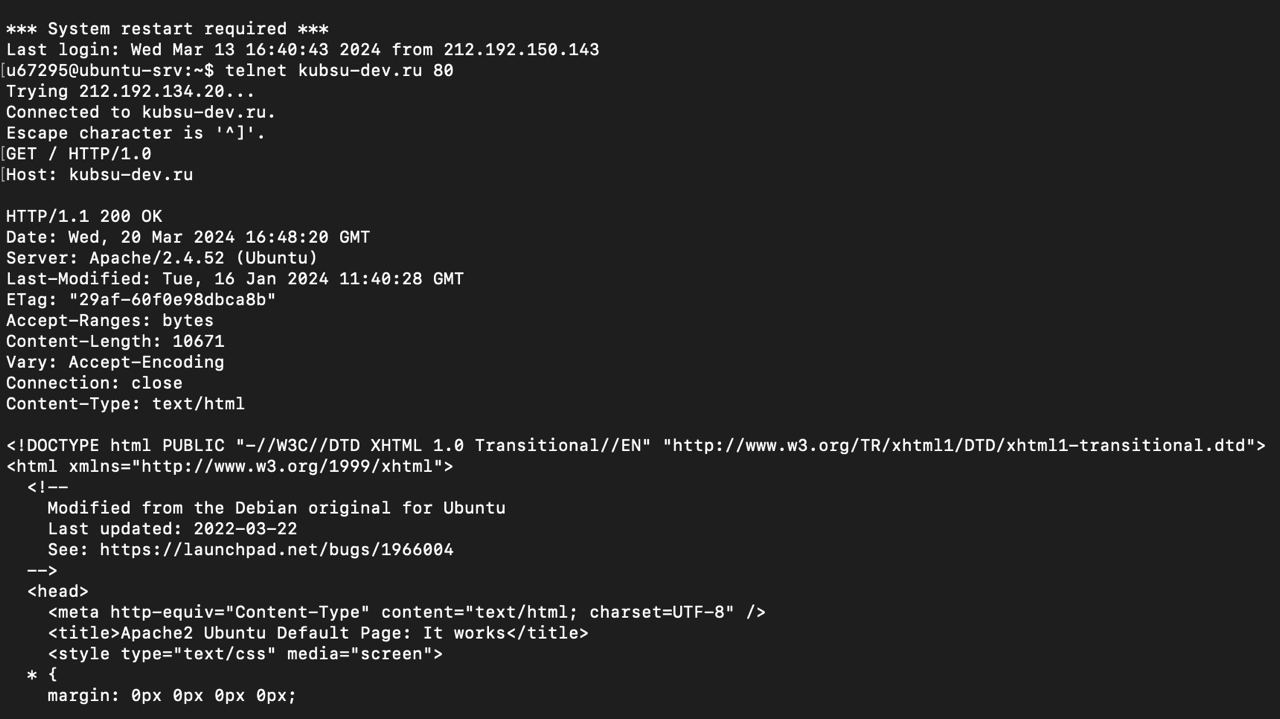 *** System restart required ***
Last login: Wed Mar 13 16:40:43 2024 from 212.192.150.143
[u67295@ubuntu-srv:~$ telnet kubsu-dev.ru 80
Trying 212.192.134.20...
Connected to kubsu-dev.ru.
Escape character is '^]'.
[GET / HTTP/1.0
[Host: kubsu-dev.ru

HTTP/1.1 200 OK
Date: Wed, 20 Mar 2024 16:48:20 GMT
Server: Apache/2.4.52 (Ubuntu)
Last-Modified: Tue, 16 Jan 2024 11:40:28 GMT
ETag: "29af-60f0e98dbca8b"
Accept-Ranges: bytes
Content-Length: 10671
Vary: Accept-Encoding
Connection: close
Content-Type: text/html

<!DOCTYPE html PUBLIC "-//W3C//DTD XHTML 1.0 Transitional//EN" "http://www.w3.org/TR/xhtml1/DTD/xhtml1-transitional.dtd">
<html xmlns="http://www.w3.org/1999/xhtml">
  <!--
    Modified from the Debian original for Ubuntu
    Last updated: 2022-03-22
    See: https://launchpad.net/bugs/1966004
  -->
  <head>
    <meta http-equiv="Content-Type" content="text/html; charset=UTF-8" />
    <title>Apache2 Ubuntu Default Page: It works</title>
    <style type="text/css" media="screen">
  * {
    margin: 0px 0px 0px 0px;